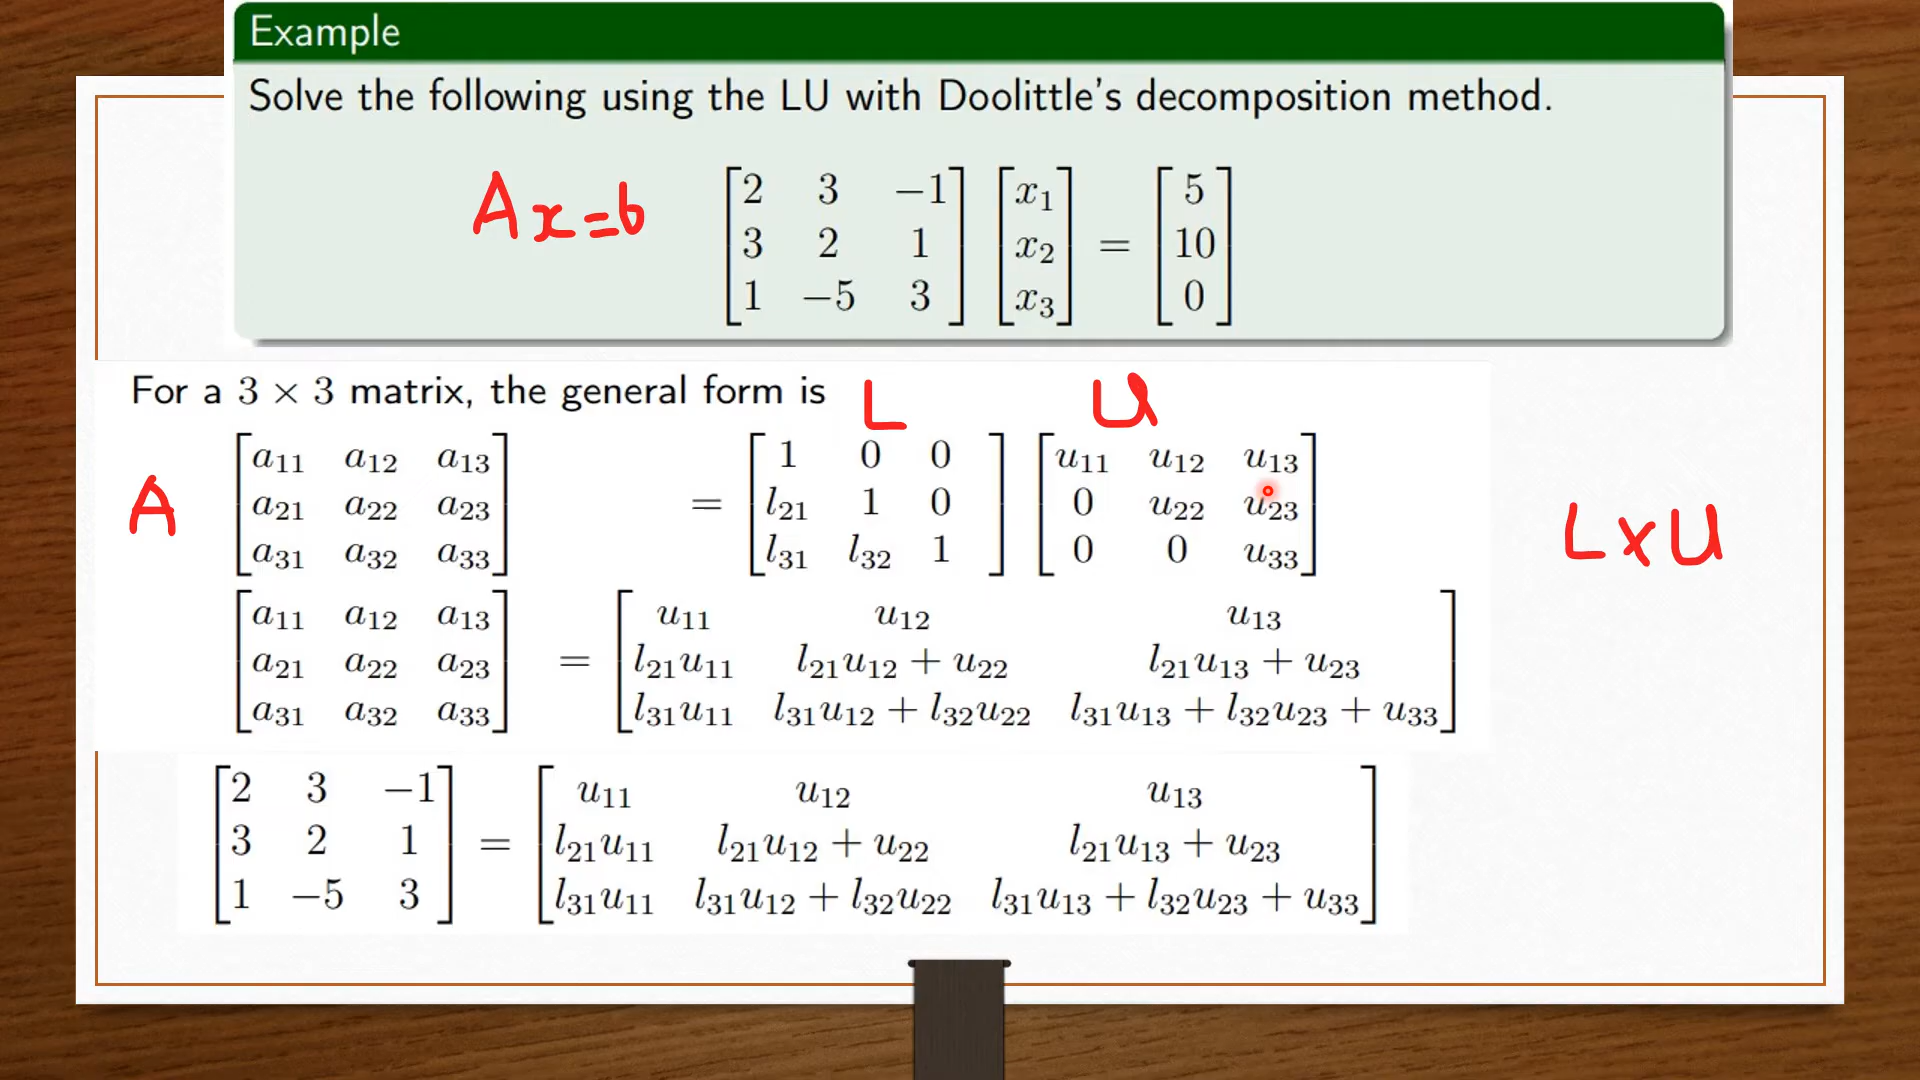 Example
Solve the following using the LU with Doolittle's decomposition method.
Ax=b
[2 3 −1] [x₁] [5]
[3 2 1] [x₂] = [10]
[1 −5 3] [x₃] [0]
For a 3 × 3 matrix, the general form is
L U
[a₁₁ a₁₂ a₁₃] [1 0 0] [u₁₁ u₁₂ u₁₃]
A [a₂₁ a₂₂ a₂₃] = [l₂₁ 1 0] [0 u₂₂ u₂₃] L×U
[a₃₁ a₃₂ a₃₃] [l₃₁ l₃₂ 1] [0 0 u₃₃]
[a₁₁ a₁₂ a₁₃] [u₁₁ u₁₂ u₁₃]
[a₂₁ a₂₂ a₂₃] = [l₂₁u₁₁ l₂₁u₁₂ + u₂₂ l₂₁u₁₃ + u₂₃]
[a₃₁ a₃₂ a₃₃] [l₃₁u₁₁ l₃₁u₁₂ + l₃₂u₂₂ l₃₁u₁₃ + l₃₂u₂₃ + u₃₃]
[2 3 −1] [u₁₁ u₁₂ u₁₃]
[3 2 1] = [l₂₁u₁₁ l₂₁u₁₂ + u₂₂ l₂₁u₁₃ + u₂₃]
[1 −5 3] [l₃₁u₁₁ l₃₁u₁₂ + l₃₂u₂₂ l₃₁u₁₃ + l₃₂u₂₃ + u₃₃]